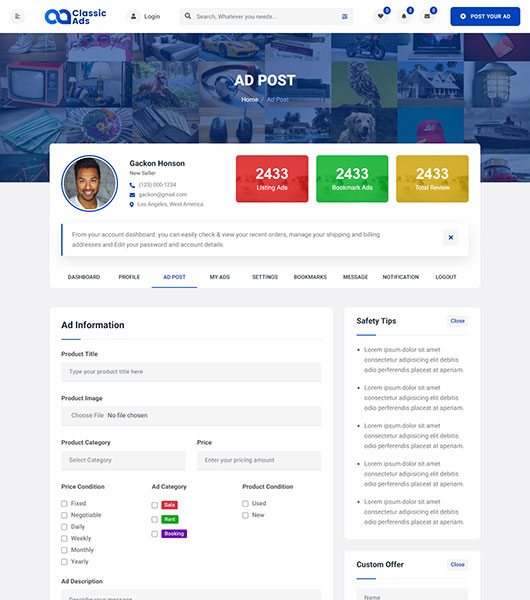 Classic
Ads
Login
Search, Whatever you needs...
0
0
0
POST YOUR AD
AD POST
Home / Ad Post
Gackon Honson
New Seller
(123) 000-1234
gackon@gmail.com
Los Angeles, West America
2433
Listing Ads
2433
Bookmark Ads
2433
Total Review
From your account dashboard. you can easily check & view your recent orders, manage your shipping and billing
addresses and Edit your password and account details.
DASHBOARD
PROFILE
AD POST
MY ADS
SETTINGS
BOOKMARKS
MESSAGE
NOTIFICATION
LOGOUT
Ad Information
Product Title
Type your product title here
Product Image
Choose File No file chosen
Product Category
Select Category
Price
Enter your pricing amount
Price Condition
Fixed
Negotiable
Daily
Weekly
Monthly
Yearly
Ad Category
Sale
Rent
Booking
Product Condition
Used
New
Ad Description
Describe your message
Safety Tips
Close
Lorem ipsum dolor sit amet
consectetur adipisicing elit debitis
odio perferendis placeat at aperiam.
Lorem ipsum dolor sit amet
consectetur adipisicing elit debitis
odio perferendis placeat at aperiam.
Lorem ipsum dolor sit amet
consectetur adipisicing elit debitis
odio perferendis placeat at aperiam.
Lorem ipsum dolor sit amet
consectetur adipisicing elit debitis
odio perferendis placeat at aperiam.
Lorem ipsum dolor sit amet
consectetur adipisicing elit debitis
odio perferendis placeat at aperiam.
Custom Offer
Close
Name